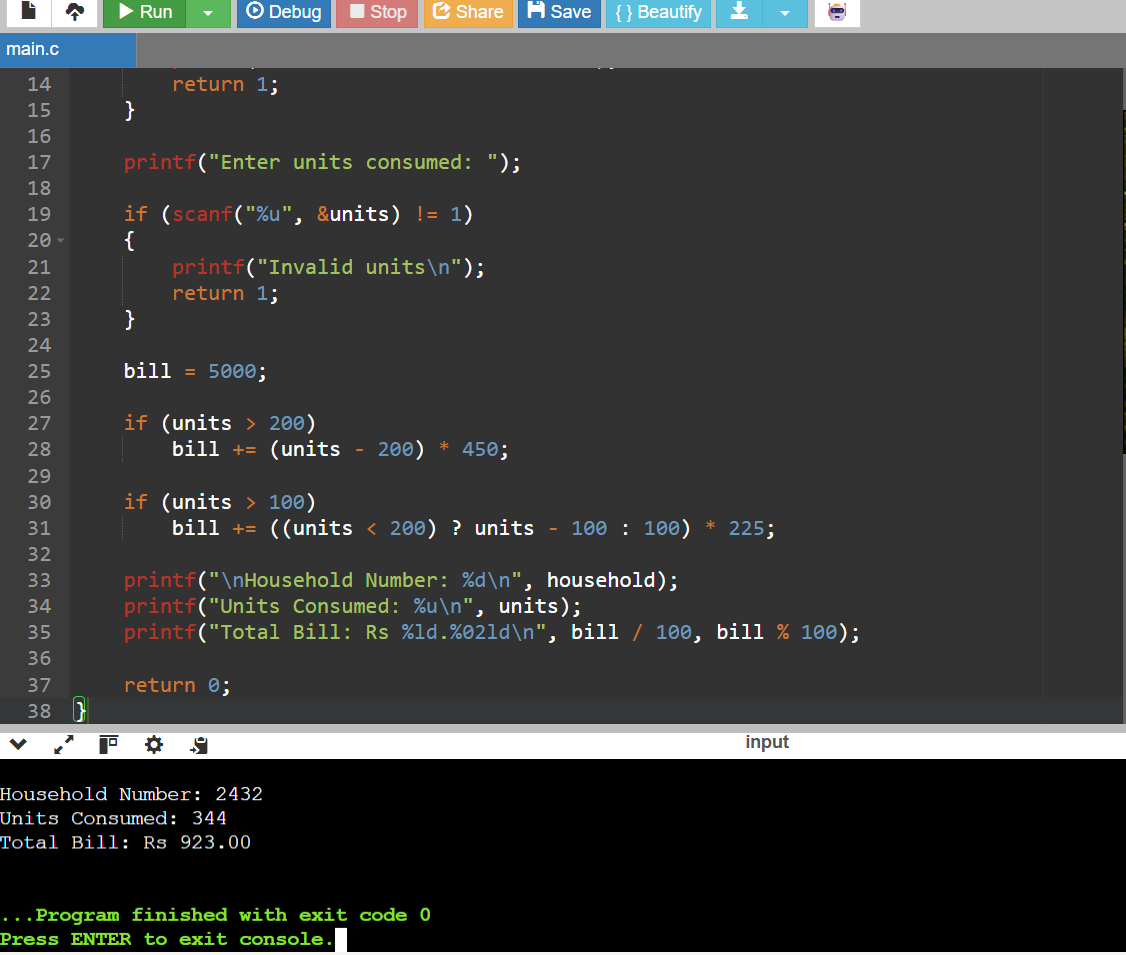 Run Debug Stop Share Save { } Beautify
main.c
14 return 1;
15 }
16
17 printf("Enter units consumed: ");
18
19 if (scanf("%u", &units) != 1)
20 {
21 printf("Invalid units\n");
22 return 1;
23 }
24
25 bill = 5000;
26
27 if (units > 200)
28 bill += (units - 200) * 450;
29
30 if (units > 100)
31 bill += ((units < 200) ? units - 100 : 100) * 225;
32
33 printf("\nHousehold Number: %d\n", household);
34 printf("Units Consumed: %u\n", units);
35 printf("Total Bill: Rs %ld.%02ld\n", bill / 100, bill % 100);
36
37 return 0;
38 }
input
Household Number: 2432
Units Consumed: 344
Total Bill: Rs 923.00
...Program finished with exit code 0
Press ENTER to exit console.